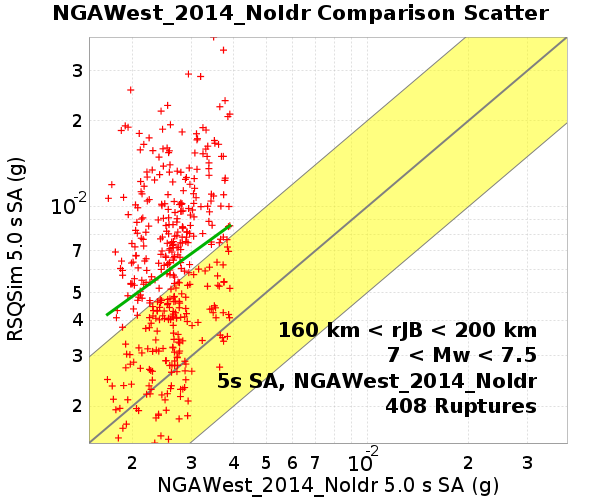 NGAWest_2014_NoIdr Comparison Scatter
RSQSim 5.0 s SA (g)
3
2
10-2
7
5
4
3
2
160 km < rJB < 200 km
7 < Mw < 7.5
5s SA, NGAWest_2014_NoIdr
408 Ruptures
2 3 4 5 6 7 10-2 2 3
NGAWest_2014_NoIdr 5.0 s SA (g)